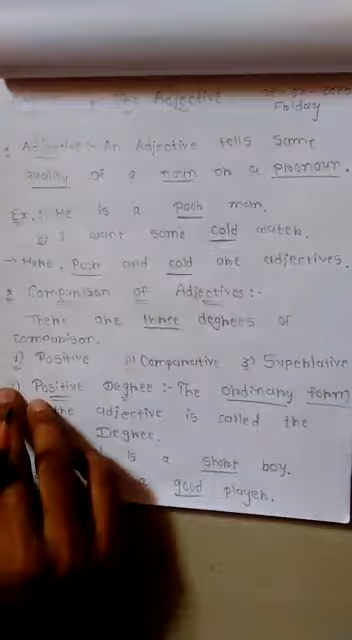 The Adjective
Friday
Adjective :- An Adjective tells some
quality of a noun or a pronoun.
Ex. 1) He is a poor man.
2) I want some cold water.
→ Here, Poor and cold are adjectives.
* Comparison of Adjectives :-
There are three degrees of
comparison.
1) Positive 2) Comparative 3) Superlative
Positive Degree :- The ordinary form
the adjective is called the
Degree.
is a short boy.
good player.